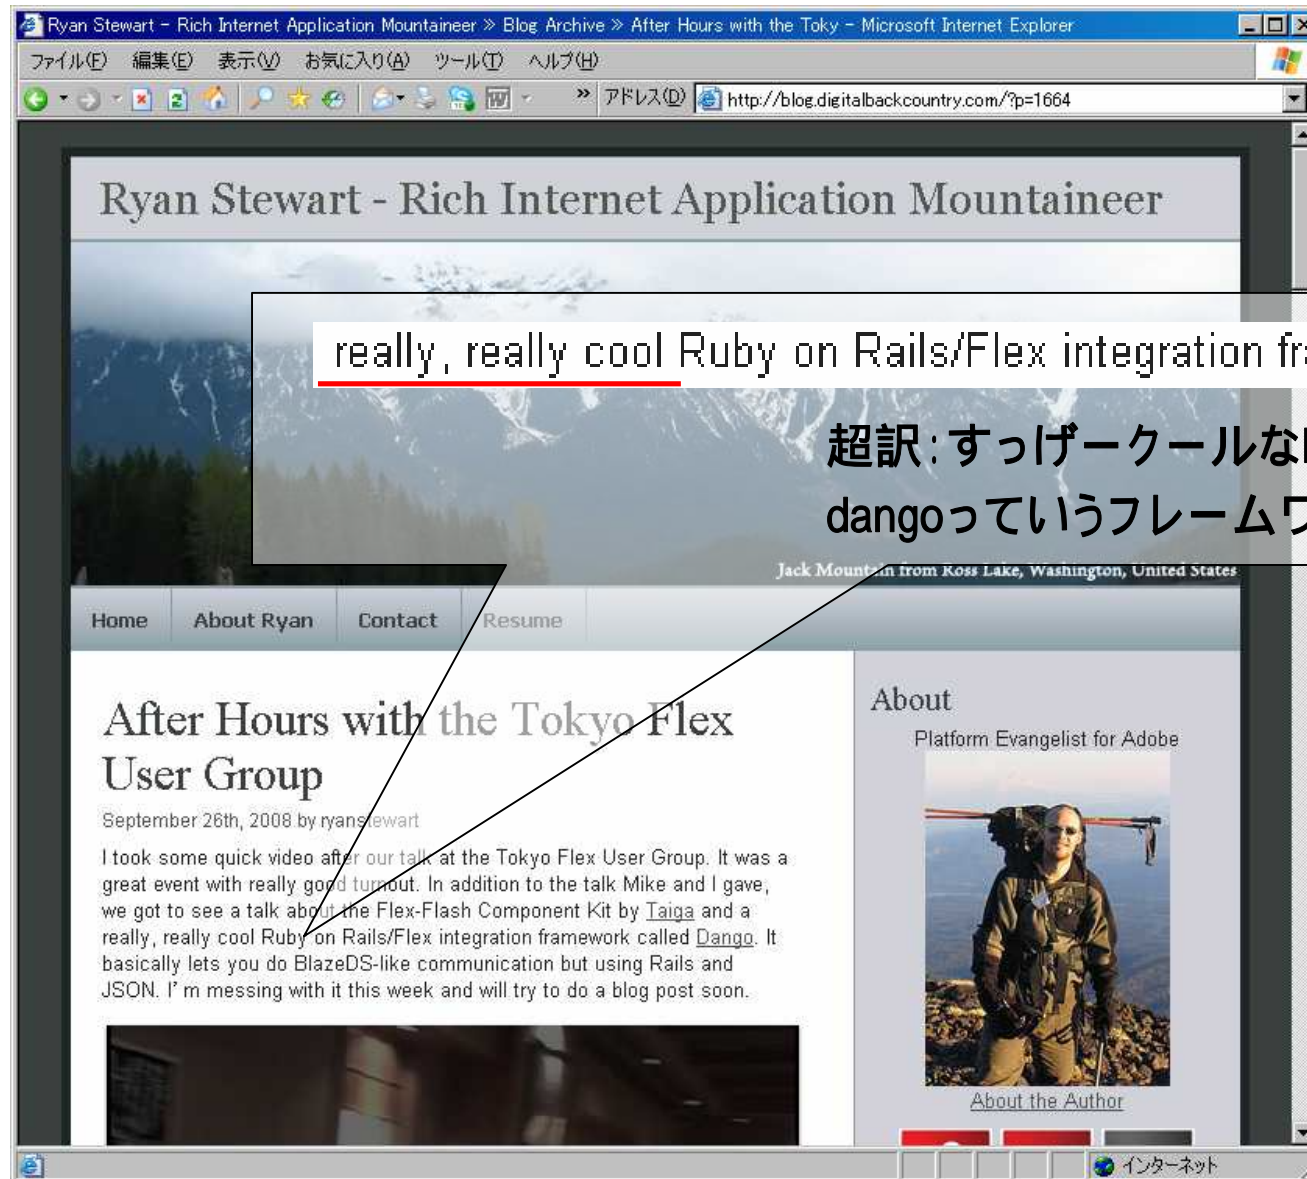 Ryan Stewart - Rich Internet Application Mountaineer » Blog Archive » After Hours with the Toky - Microsoft Internet Explorer
ファイル(F) 編集(E) 表示(V) お気に入り(A) ツール(T) ヘルプ(H)
» アドレス(D) http://blog.digitalbackcountry.com/?p=1664
Ryan Stewart - Rich Internet Application Mountaineer
really, really cool Ruby on Rails/Flex integration
超訳:すっげークールな
dangoっていうフレーム
Jack Mountain from Ross Lake, Washington, United States
Home About Ryan Contact Resume
After Hours with the Tokyo Flex
User Group
September 26th, 2008 by ryanstewart
I took some quick video after our talk at the Tokyo Flex User Group. It was a
great event with really good turnout. In addition to the talk Mike and I gave,
we got to see a talk about the Flex-Flash Component Kit by Taiga and a
really, really cool Ruby on Rails/Flex integration framework called Dango. It
basically lets you do BlazeDS-like communication but using Rails and
JSON. I'm messing with it this week and will try to do a blog post soon.
About
Platform Evangelist for Adobe
About the Author
インターネット